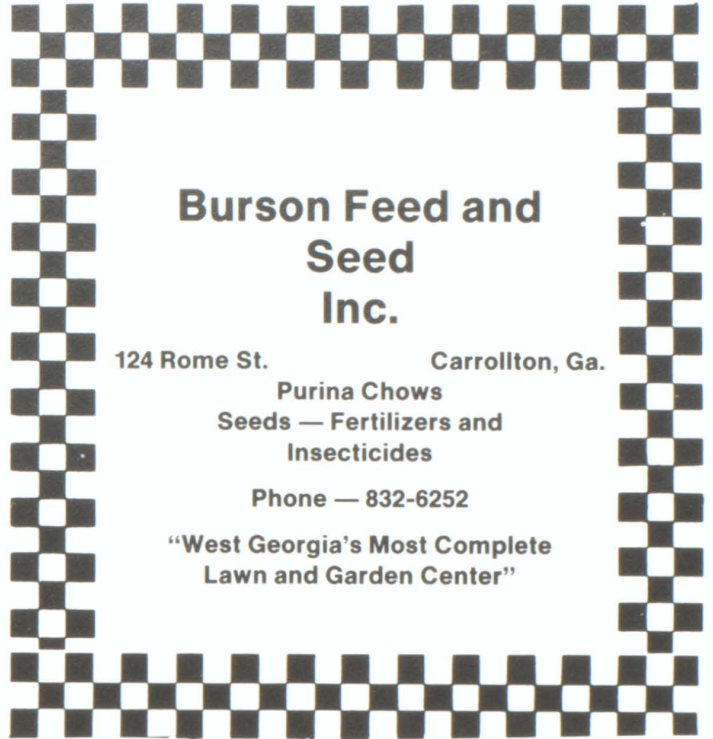 Burson Feed and
Seed
Inc.
124 Rome St. Carrollton, Ga.
Purina Chows
Seeds — Fertilizers and
Insecticides
Phone — 832-6252
“West Georgia’s Most Complete
Lawn and Garden Center”